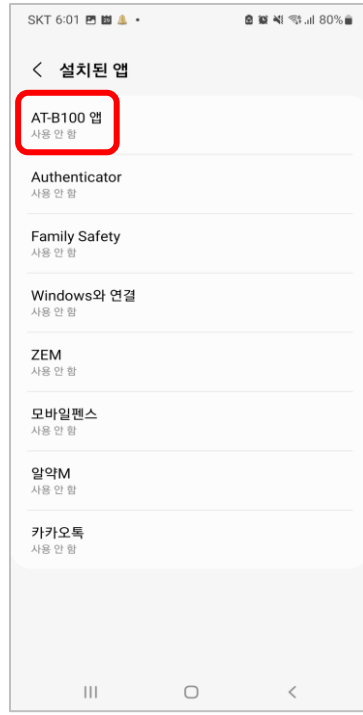 SKT 6:01 80%
설치된 앱
AT-B100 앱
사용 안 함
Authenticator
사용 안 함
Family Safety
사용 안 함
Windows와 연결
사용 안 함
ZEM
사용 안 함
모바일펜스
사용 안 함
알약M
사용 안 함
카카오톡
사용 안 함